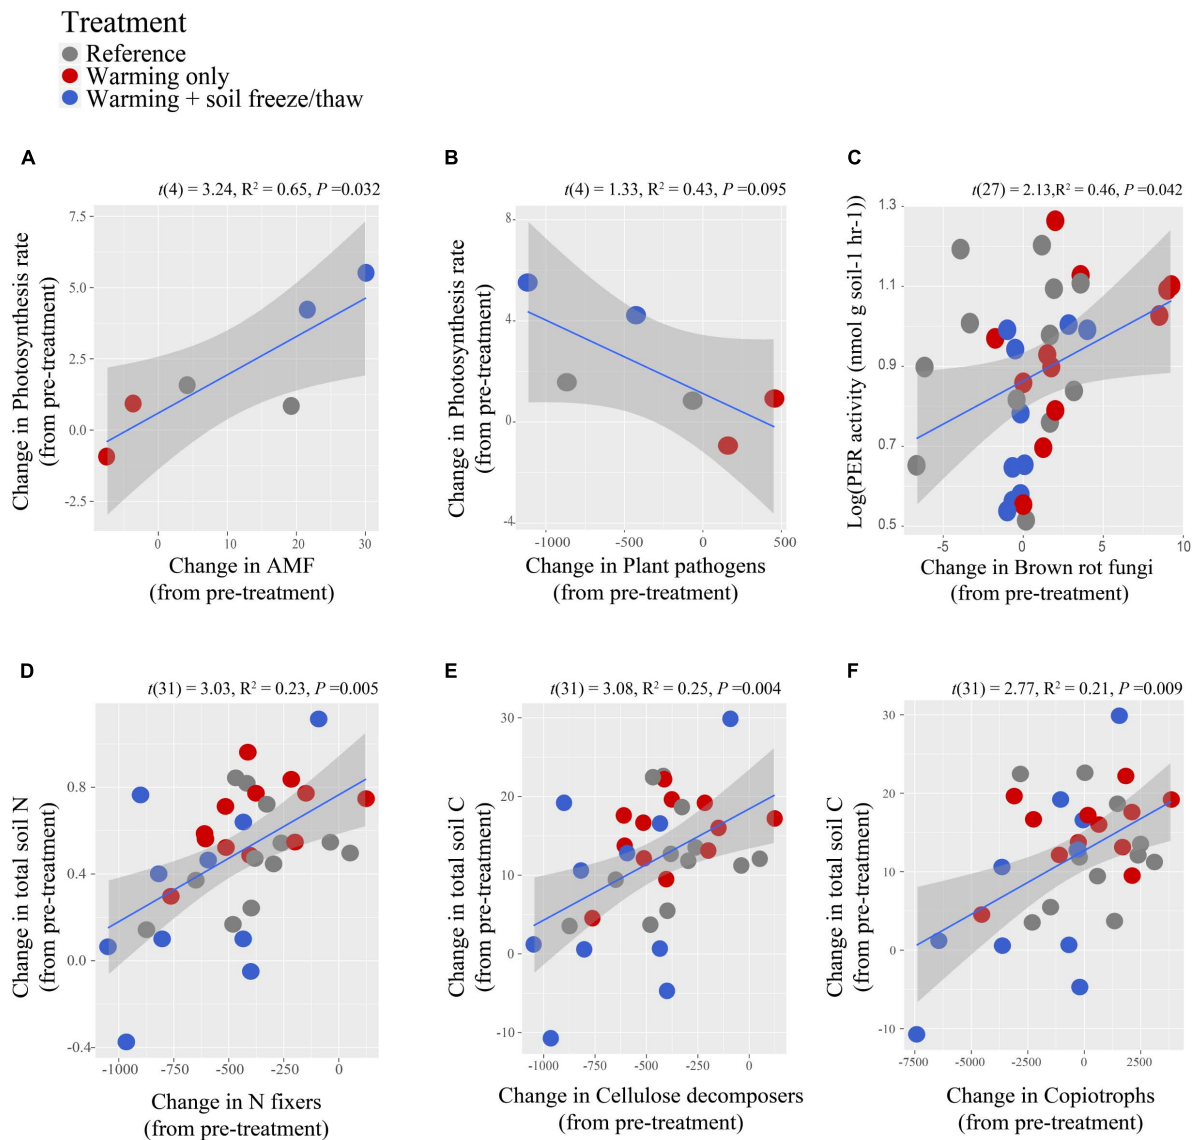 Treatment
Reference
Warming only
Warming + soil freeze/thaw
A
t(4) = 3.24, R² = 0.65, P =0.032
Change in Photosynthesis rate
(from pre-treatment)
7.5
5.0
2.5
0.0
-2.5
0
10
20
30
Change in AMF
(from pre-treatment)
B
t(4) = 1.33, R² = 0.43, P =0.095
Change in Photosynthesis rate
(from pre-treatment)
8
4
0
-4
-1000
-500
0
500
Change in Plant pathogens
(from pre-treatment)
C
t(27) = 2.13,R² = 0.46, P =0.042
Log(PER activity (nmol g soil-1 hr-1))
1.3
1.1
0.9
0.7
0.5
-5
0
5
10
Change in Brown rot fungi
(from pre-treatment)
D
t(31) = 3.03, R² = 0.23, P =0.005
Change in total soil N
(from pre-treatment)
0.8
0.4
0.0
-0.4
-1000
-750
-500
-250
0
Change in N fixers
(from pre-treatment)
E
t(31) = 3.08, R² = 0.25, P =0.004
Change in total soil C
(from pre-treatment)
30
20
10
0
-10
-1000
-750
-500
-250
0
Change in Cellulose decomposers
(from pre-treatment)
F
t(31) = 2.77, R² = 0.21, P =0.009
Change in total soil C
(from pre-treatment)
30
20
10
0
-10
-7500
-5000
-2500
0
2500
Change in Copiotrophs
(from pre-treatment)